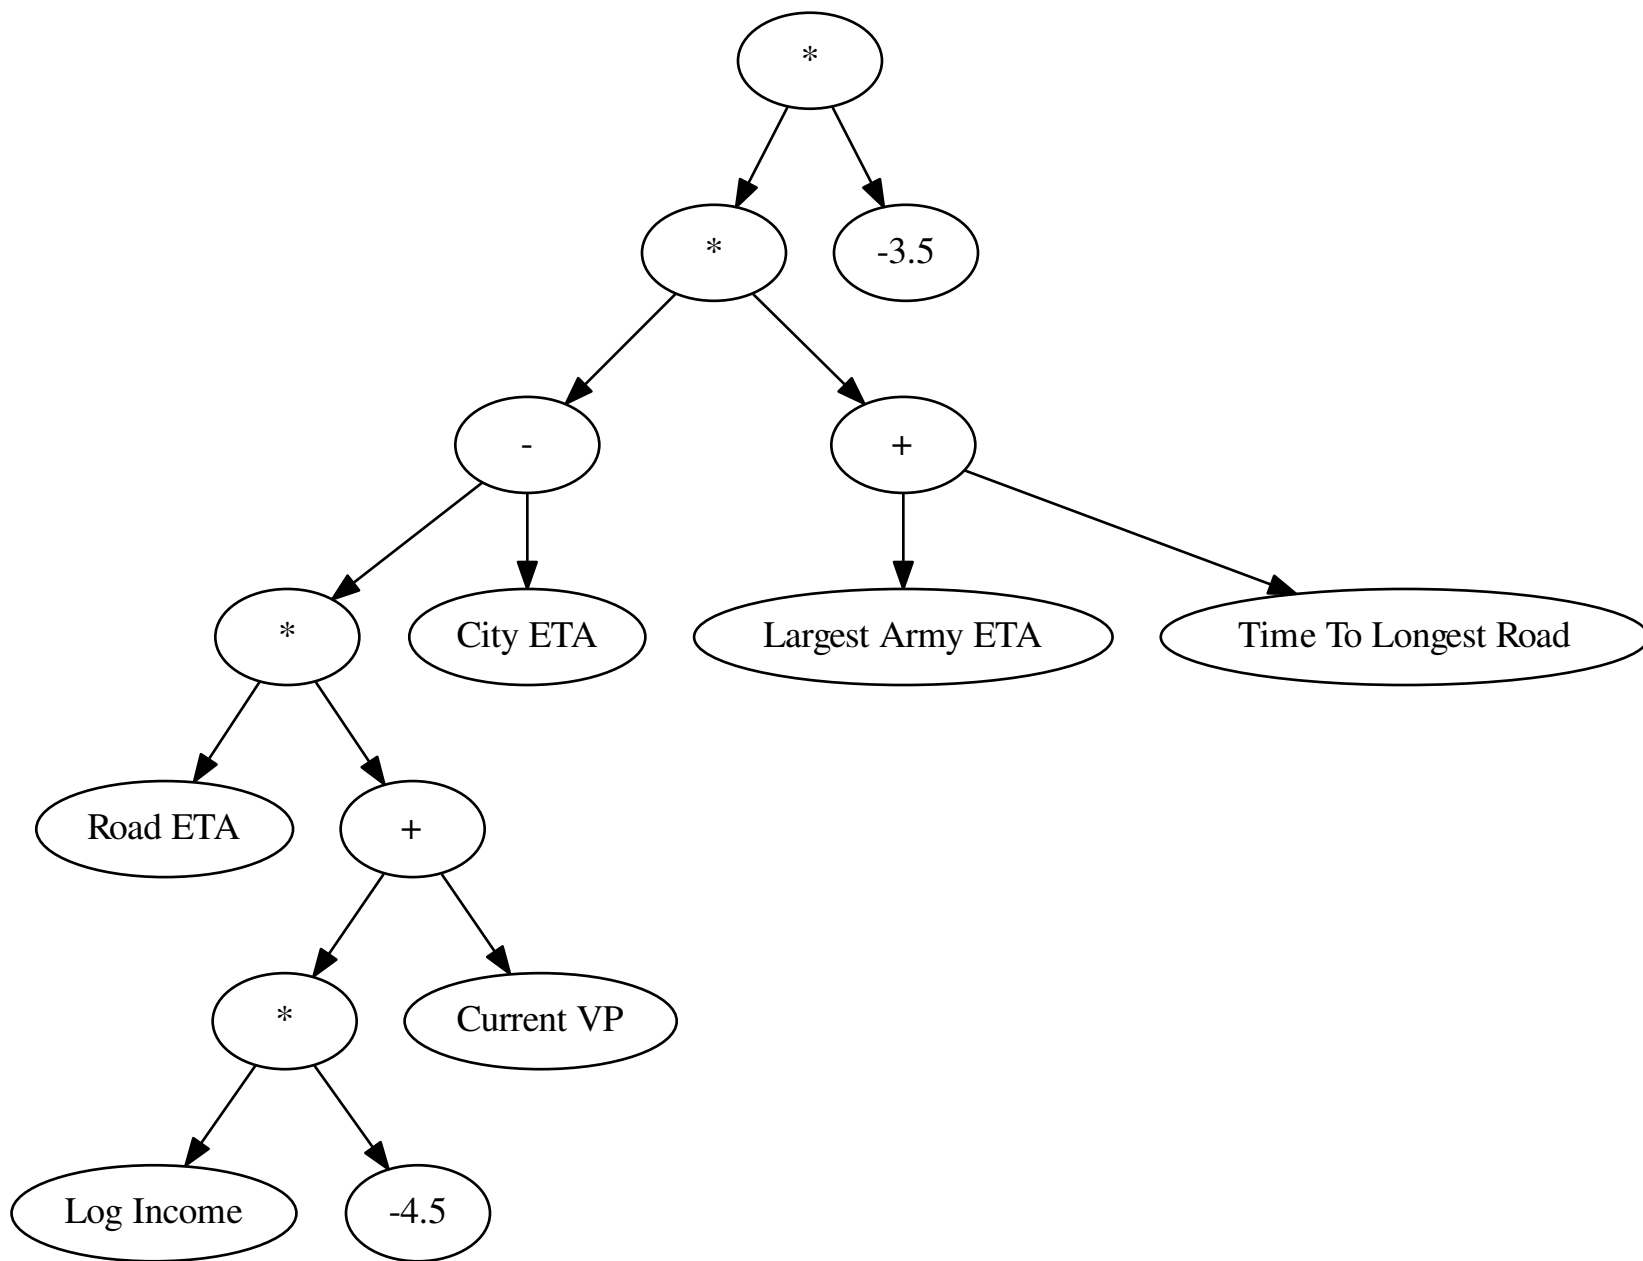 *
*
-3.5
-
+
*
City ETA
Largest Army ETA
Time To Longest Road
Road ETA
+
*
Current VP
Log Income
-4.5